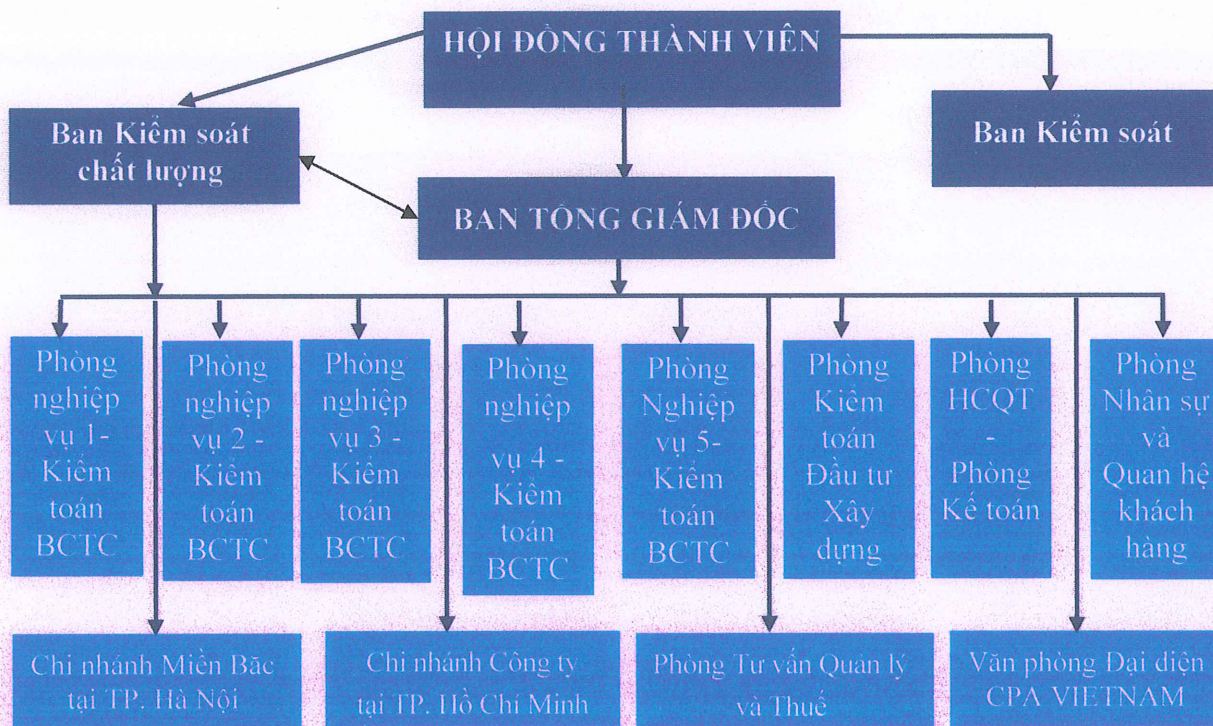 HỘI ĐỒNG THÀNH VIÊN
Ban Kiểm soát
chất lượng
Ban Kiểm soát
BAN TỔNG GIÁM ĐỐC
Phòng
nghiệp
vụ 1-
Kiểm
toán
BCTC
Phòng
nghiệp
vụ 2 -
Kiểm
toán
BCTC
Phòng
nghiệp
vụ 3 -
Kiểm
toán
BCTC
Phòng
nghiệp
vụ 4 -
Kiểm
toán
BCTC
Phòng
Nghiệp
vụ 5-
Kiểm
toán
BCTC
Phòng
Kiểm
toán
Đầu tư
Xây
dựng
Phòng
HCQT
-
Phòng
Kế toán
Phòng
Nhân sự
và
Quan hệ
khách
hàng
Chi nhánh Miền Bắc
tại TP. Hà Nội
Chi nhánh Công ty
tại TP. Hồ Chí Minh
Phòng Tư vấn Quản lý
và Thuế
Văn phòng Đại diện
CPA VIETNAM